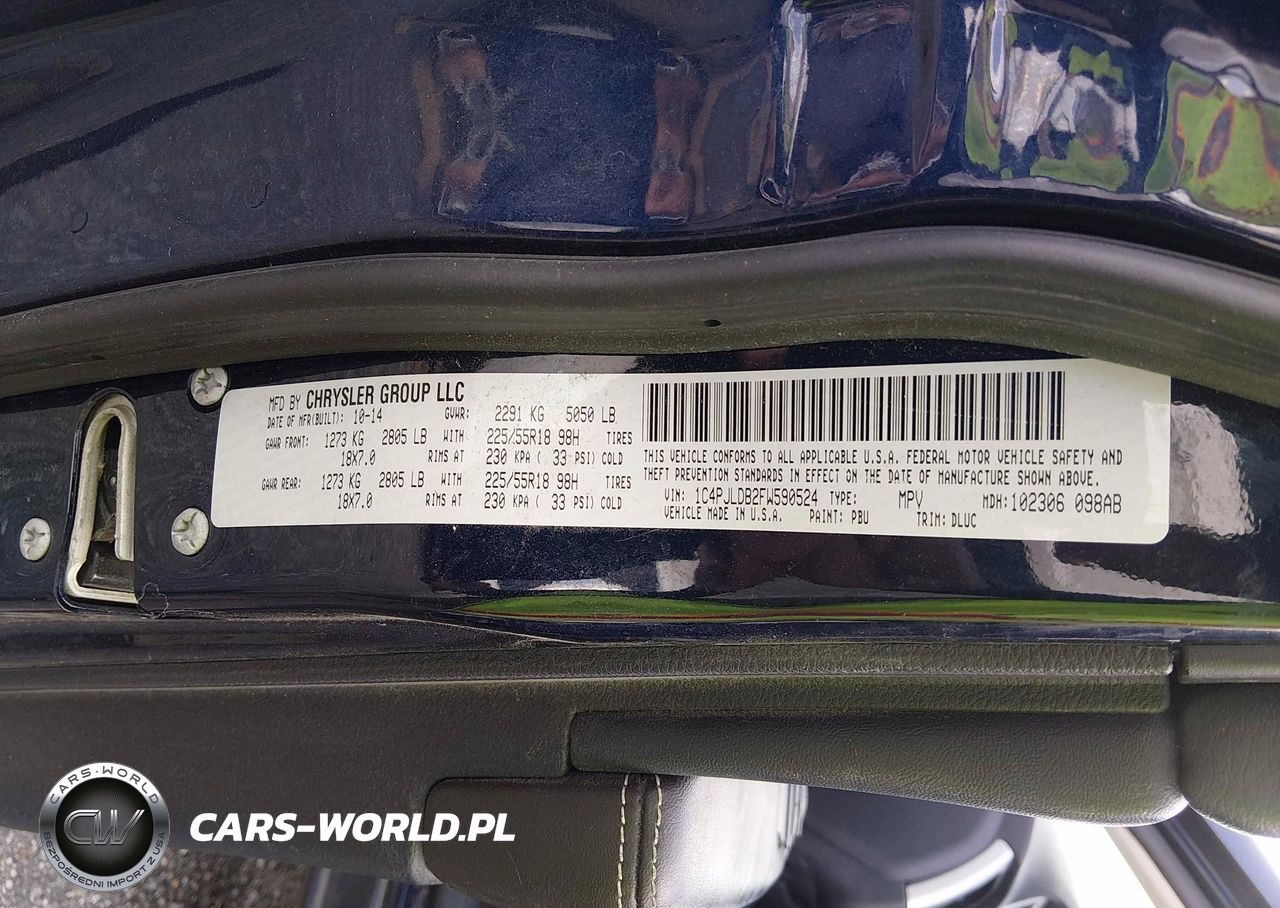 MFD BY CHRYSLER GROUP LLC
DATE OF MFR(BUILT): 10-14 GVWR: 2291 KG 5050 LB
GAWR FRONT: 1273 KG 2805 LB WITH 225/55R18 98H TIRES
18X7.0 RIMS AT 230 KPA ( 33 PSI) COLD
GAWR REAR: 1273 KG 2805 LB WITH 225/55R18 98H TIRES
18X7.0 RIMS AT 230 KPA ( 33 PSI) COLD
THIS VEHICLE CONFORMS TO ALL APPLICABLE U.S.A. FEDERAL MOTOR VEHICLE SAFETY AND
THEFT PREVENTION STANDARDS IN EFFECT ON THE DATE OF MANUFACTURE SHOWN ABOVE.
VIN: 1C4PJLDB2FW590524 TYPE: MPV MDH: 102306 098AB
VEHICLE MADE IN U.S.A. PAINT: PBU TRIM: DLUC
CARS-WORLD
CW
BEZPOŚREDNI IMPORT Z USA
CARS-WORLD.PL